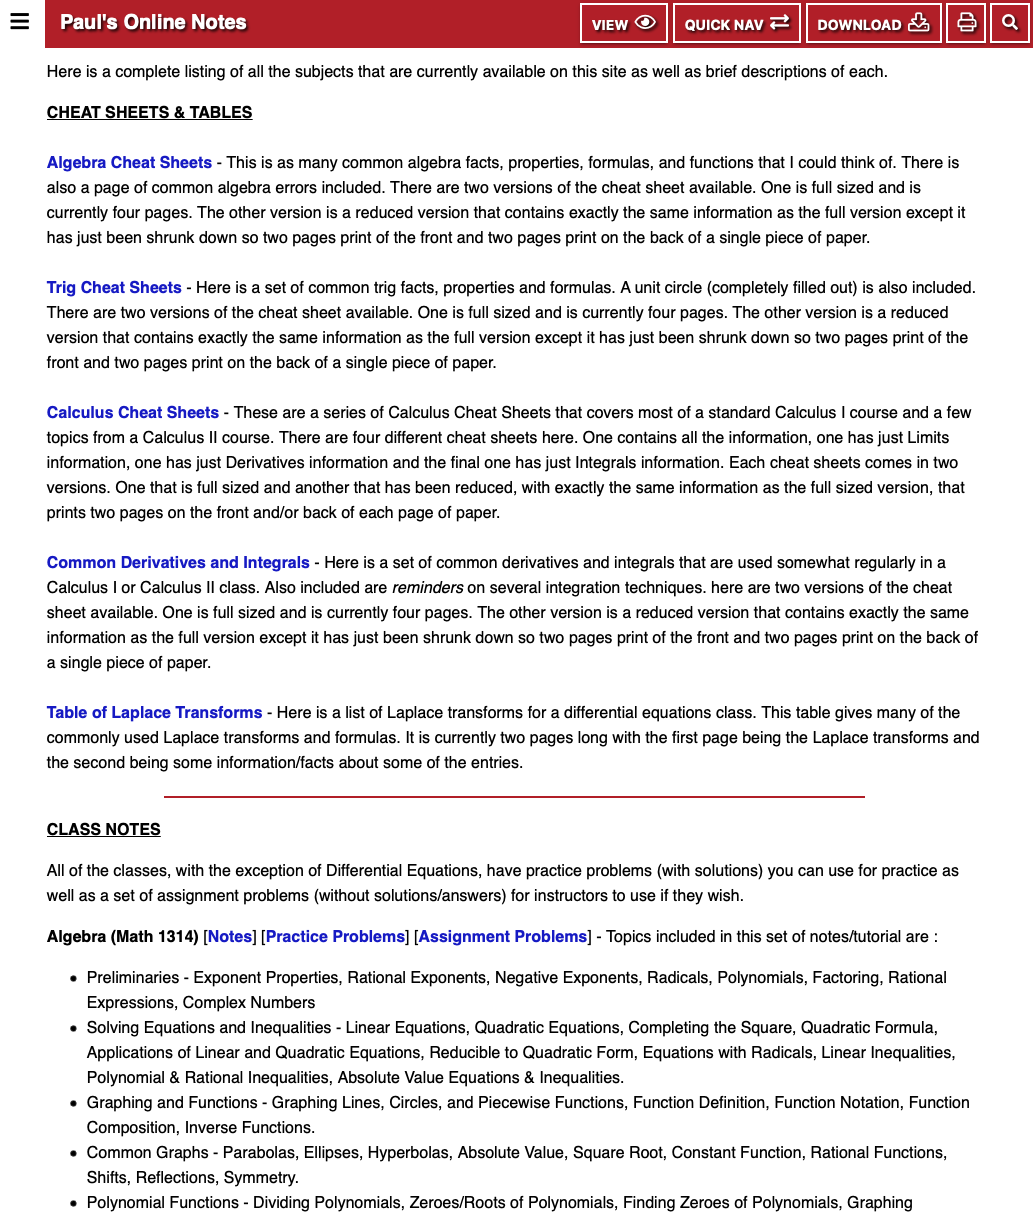 Paul's Online Notes
VIEW
QUICK NAV
DOWNLOAD
Here is a complete listing of all the subjects that are currently available on this site as well as brief descriptions of each.
CHEAT SHEETS & TABLES
Algebra Cheat Sheets - This is as many common algebra facts, properties, formulas, and functions that I could think of. There is
also a page of common algebra errors included. There are two versions of the cheat sheet available. One is full sized and is
currently four pages. The other version is a reduced version that contains exactly the same information as the full version except it
has just been shrunk down so two pages print of the front and two pages print on the back of a single piece of paper.
Trig Cheat Sheets - Here is a set of common trig facts, properties and formulas. A unit circle (completely filled out) is also included.
There are two versions of the cheat sheet available. One is full sized and is currently four pages. The other version is a reduced
version that contains exactly the same information as the full version except it has just been shrunk down so two pages print of the
front and two pages print on the back of a single piece of paper.
Calculus Cheat Sheets - These are a series of Calculus Cheat Sheets that covers most of a standard Calculus I course and a few
topics from a Calculus II course. There are four different cheat sheets here. One contains all the information, one has just Limits
information, one has just Derivatives information and the final one has just Integrals information. Each cheat sheets comes in two
versions. One that is full sized and another that has been reduced, with exactly the same information as the full sized version, that
prints two pages on the front and/or back of each page of paper.
Common Derivatives and Integrals - Here is a set of common derivatives and integrals that are used somewhat regularly in a
Calculus I or Calculus II class. Also included are reminders on several integration techniques. here are two versions of the cheat
sheet available. One is full sized and is currently four pages. The other version is a reduced version that contains exactly the same
information as the full version except it has just been shrunk down so two pages print of the front and two pages print on the back of
a single piece of paper.
Table of Laplace Transforms - Here is a list of Laplace transforms for a differential equations class. This table gives many of the
commonly used Laplace transforms and formulas. It is currently two pages long with the first page being the Laplace transforms and
the second being some information/facts about some of the entries.
CLASS NOTES
All of the classes, with the exception of Differential Equations, have practice problems (with solutions) you can use for practice as
well as a set of assignment problems (without solutions/answers) for instructors to use if they wish.
Algebra (Math 1314) [Notes] [Practice Problems] [Assignment Problems] - Topics included in this set of notes/tutorial are :
• Preliminaries - Exponent Properties, Rational Exponents, Negative Exponents, Radicals, Polynomials, Factoring, Rational
Expressions, Complex Numbers
• Solving Equations and Inequalities - Linear Equations, Quadratic Equations, Completing the Square, Quadratic Formula,
Applications of Linear and Quadratic Equations, Reducible to Quadratic Form, Equations with Radicals, Linear Inequalities,
Polynomial & Rational Inequalities, Absolute Value Equations & Inequalities.
• Graphing and Functions - Graphing Lines, Circles, and Piecewise Functions, Function Definition, Function Notation, Function
Composition, Inverse Functions.
• Common Graphs - Parabolas, Ellipses, Hyperbolas, Absolute Value, Square Root, Constant Function, Rational Functions,
Shifts, Reflections, Symmetry.
• Polynomial Functions - Dividing Polynomials, Zeroes/Roots of Polynomials, Finding Zeroes of Polynomials, Graphing